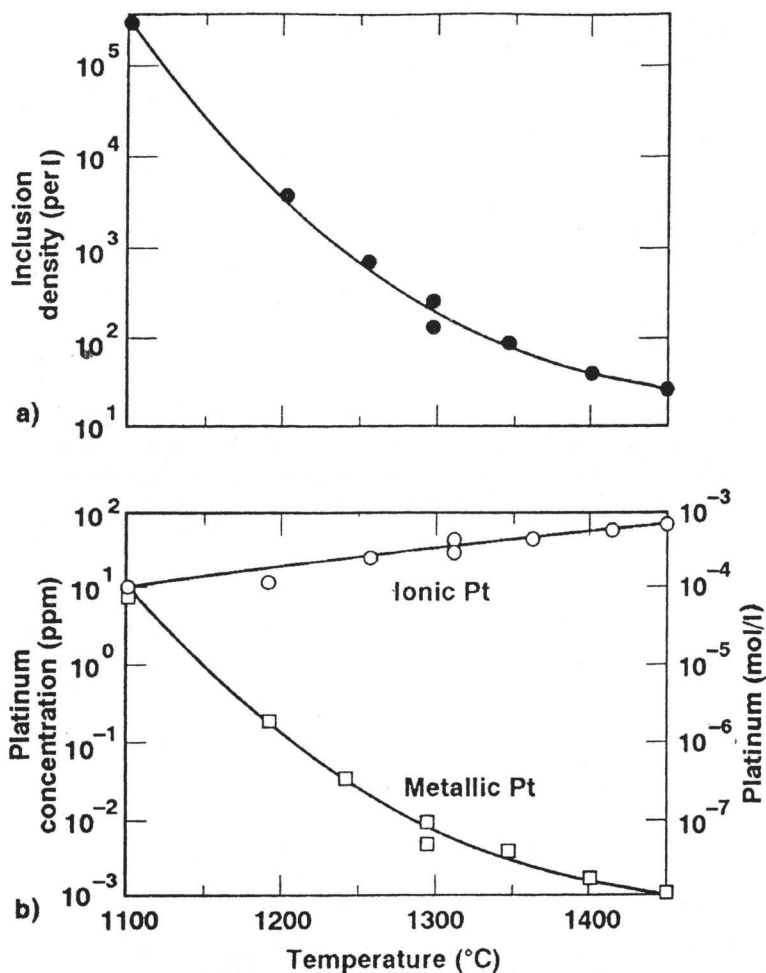 10^5
10^4
10^3
10^2
10^1
Inclusion
density (per l)
a)
10^2
10^1
10^0
10^-1
10^-2
10^-3
Platinum
concentration (ppm)
Ionic Pt
Metallic Pt
10^-3
10^-4
10^-5
10^-6
10^-7
Platinum (mol/l)
b)
1100 1200 1300 1400
Temperature (°C)